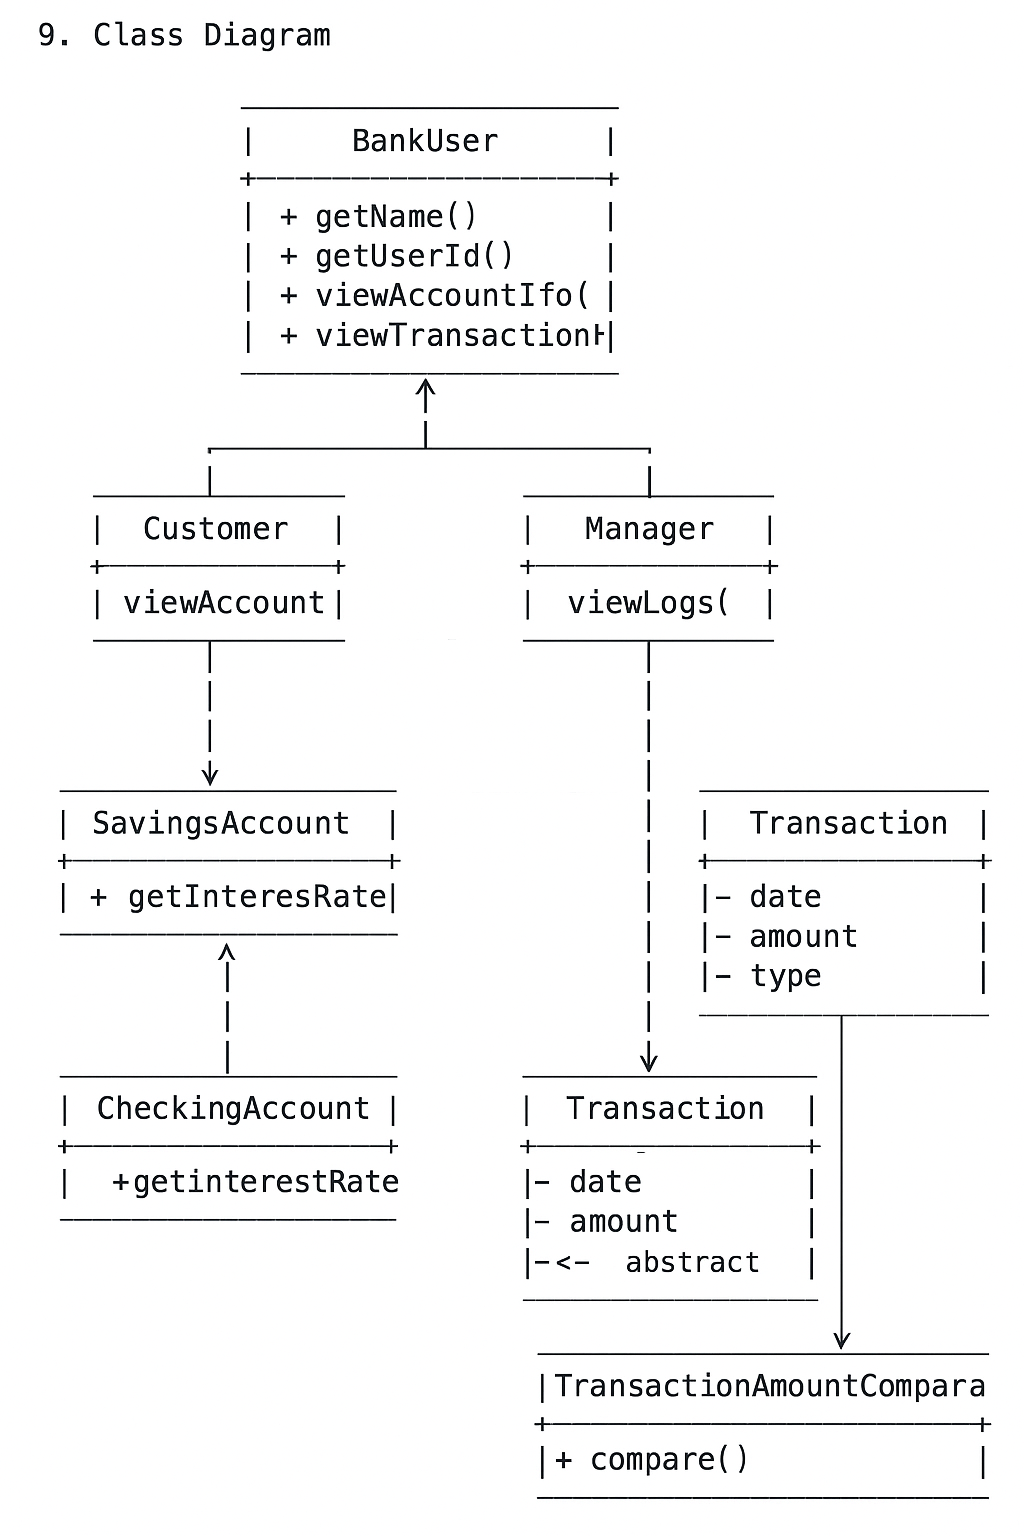 9. Class Diagram
BankUser
+ getName()
+ getUserId()
+ viewAccountIfo(
+ viewTransactionH
Customer
viewAccount
Manager
viewLogs(
SavingsAccount
+ getInteresRate
Transaction
- date
- amount
- type
CheckingAccount
+getinterestRate
Transaction
- date
- amount
-<- abstract
TransactionAmountCompara
+ compare()